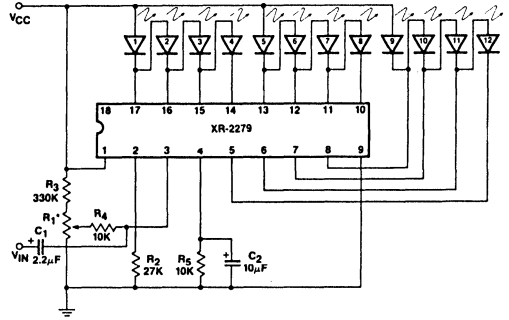 VCC
1 2 3 4 5 6 7 8 9 10 11 12
18 17 16 15 14 13 12 11 10
XR-2279
1 2 3 4 5 6 7 8 9
R3
330K
R1*
R4
10K
C1
+
VIN
2.2µF
R2
27K
R5
10K
+
C2
10µF